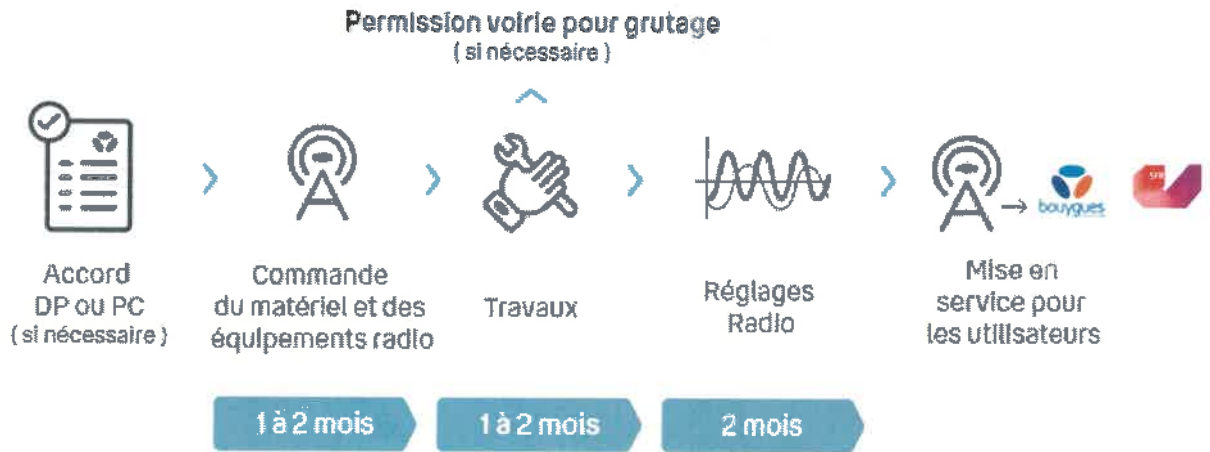 Permission voirie pour grutage
( si nécessaire )
Accord
DP ou PC
( si nécessaire )
Commande
du matériel et des
équipements radio
Travaux
Réglages
Radio
bouygues
SFR
Mise en
service pour
les utilisateurs
1 à 2 mois
1 à 2 mois
2 mois